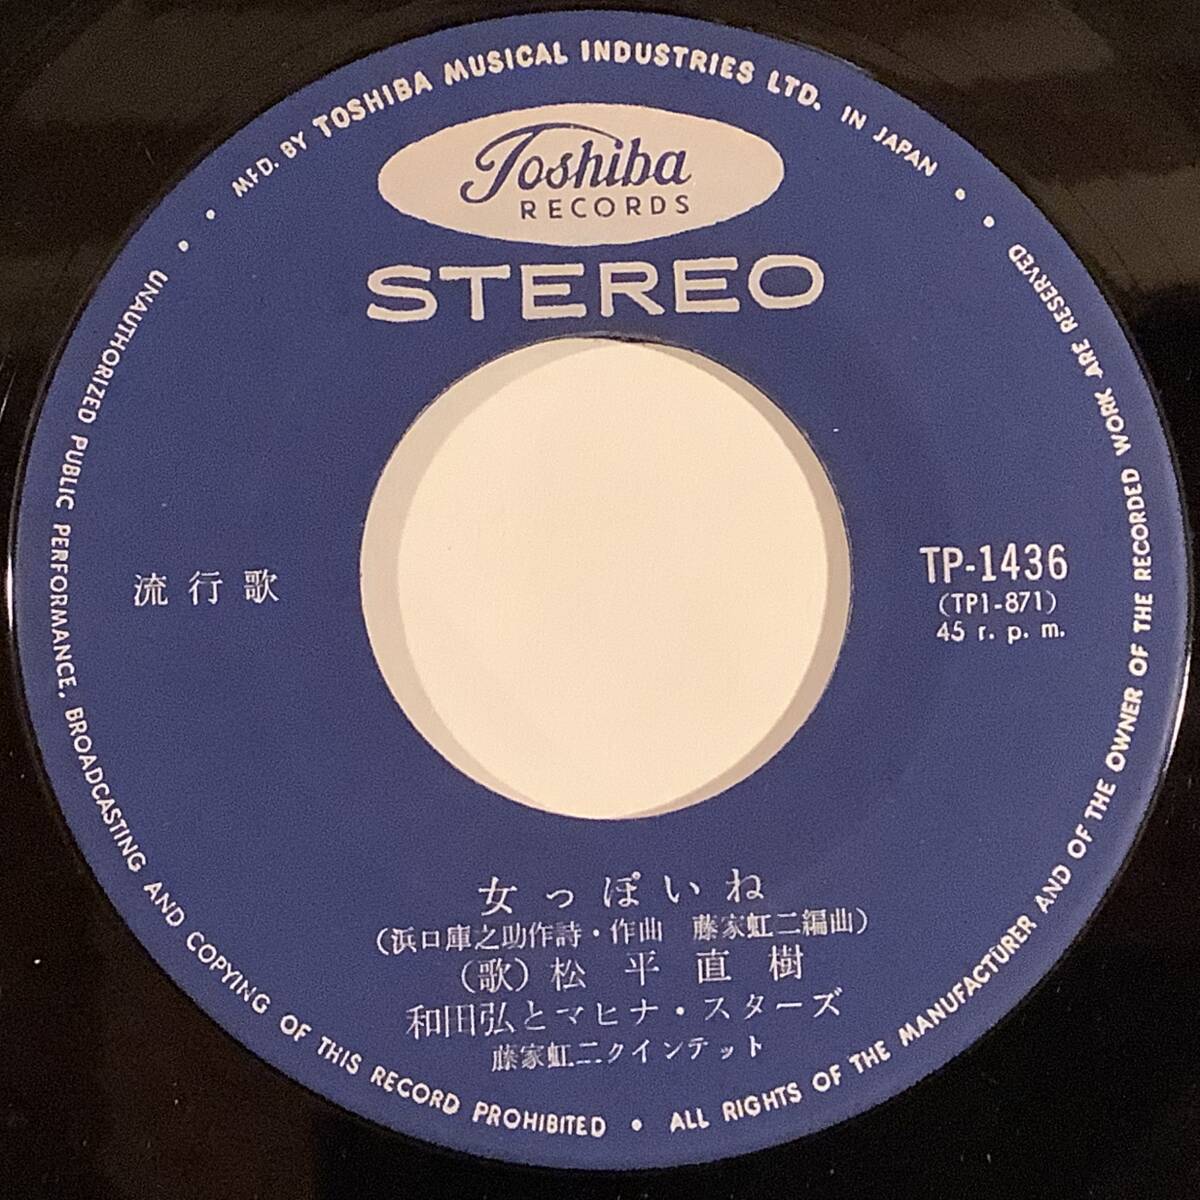 MFD. BY TOSHIBA MUSICAL INDUSTRIES LTD. IN JAPAN
Toshiba
RECORDS
STEREO
流行歌
TP-1436
(TP1-871)
45 r. p. m.
女っぽいね
(浜口庫之助作詩・作曲 藤家虹二編曲)
(歌) 松平直樹
和田弘とマヒナ・スターズ
藤家虹二クインテット
UNAUTHORIZED PUBLIC PERFORMANCE, BROADCASTING AND COPYING OF THIS RECORD PROHIBITED • ALL RIGHTS OF THE MANUFACTURER AND OF THE OWNER OF THE RECORDED WORK ARE RESERVED